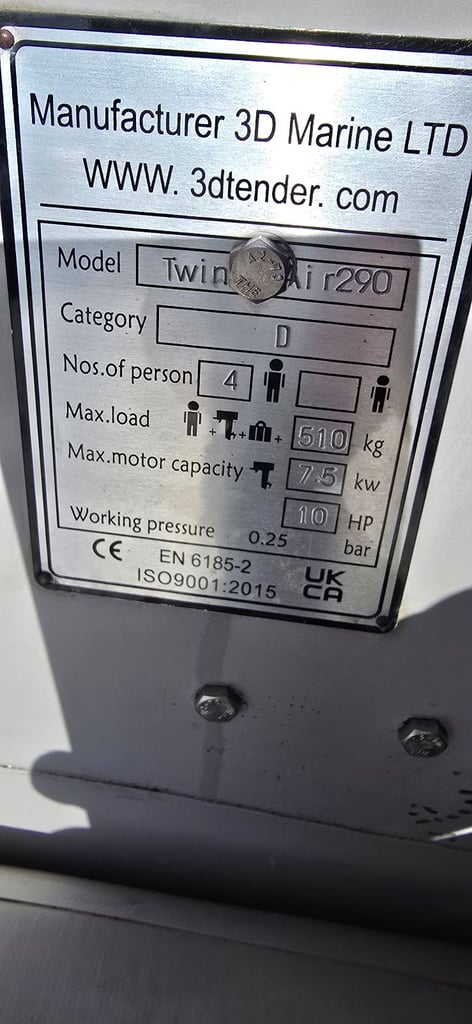 Manufacturer 3D Marine LTD
WWW. 3dtender. com
Model Twin Air290
Category D
Nos.of person 4
Max.load + + + 510 kg
Max.motor capacity 7.5 kw
10 HP
Working pressure 0.25 bar
CE EN 6185-2
ISO9001:2015 UK
CA